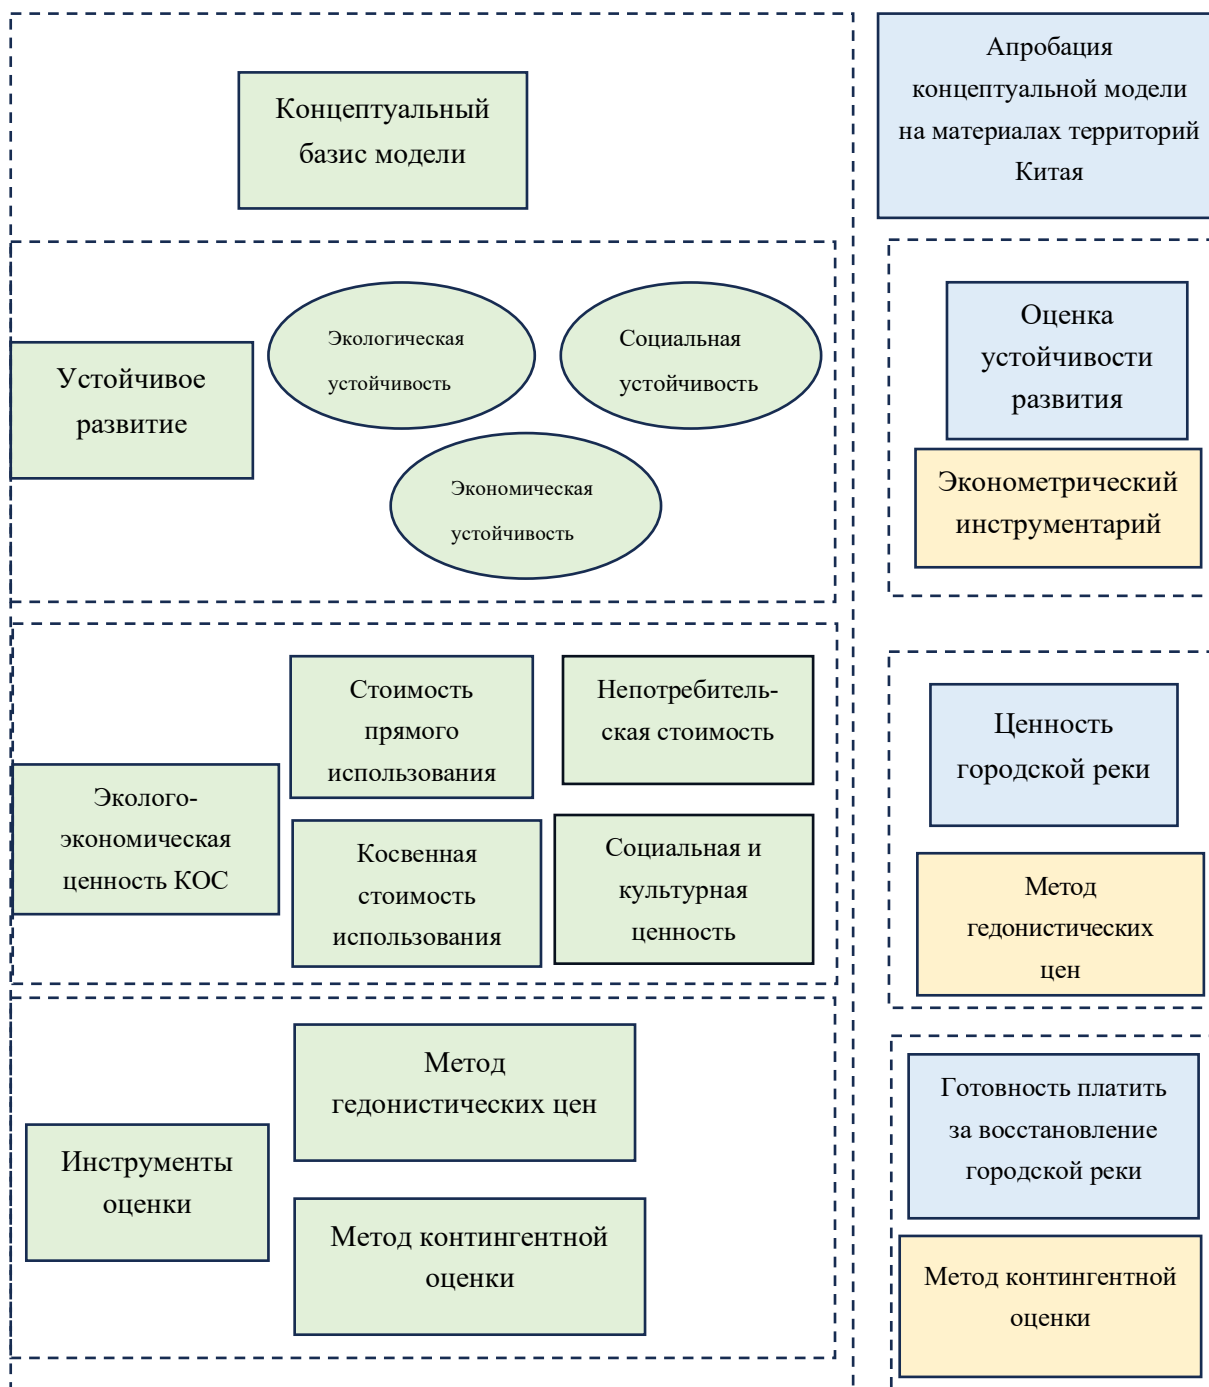 Концептуальный
базис модели
Устойчивое
развитие
Экологическая
устойчивость
Социальная
устойчивость
Экономическая
устойчивость
Эколого-
экономическая
ценность КОС
Стоимость
прямого
использования
Непотребитель-
ская стоимость
Косвенная
стоимость
использования
Социальная и
культурная
ценность
Инструменты
оценки
Метод
гедонистических цен
Метод контингентной
оценки
Апробация
концептуальной модели
на материалах территорий
Китая
Оценка
устойчивости
развития
Эконометрический
инструментарий
Ценность
городской реки
Метод
гедонистических
цен
Готовность платить
за восстановление
городской реки
Метод контингентной
оценки